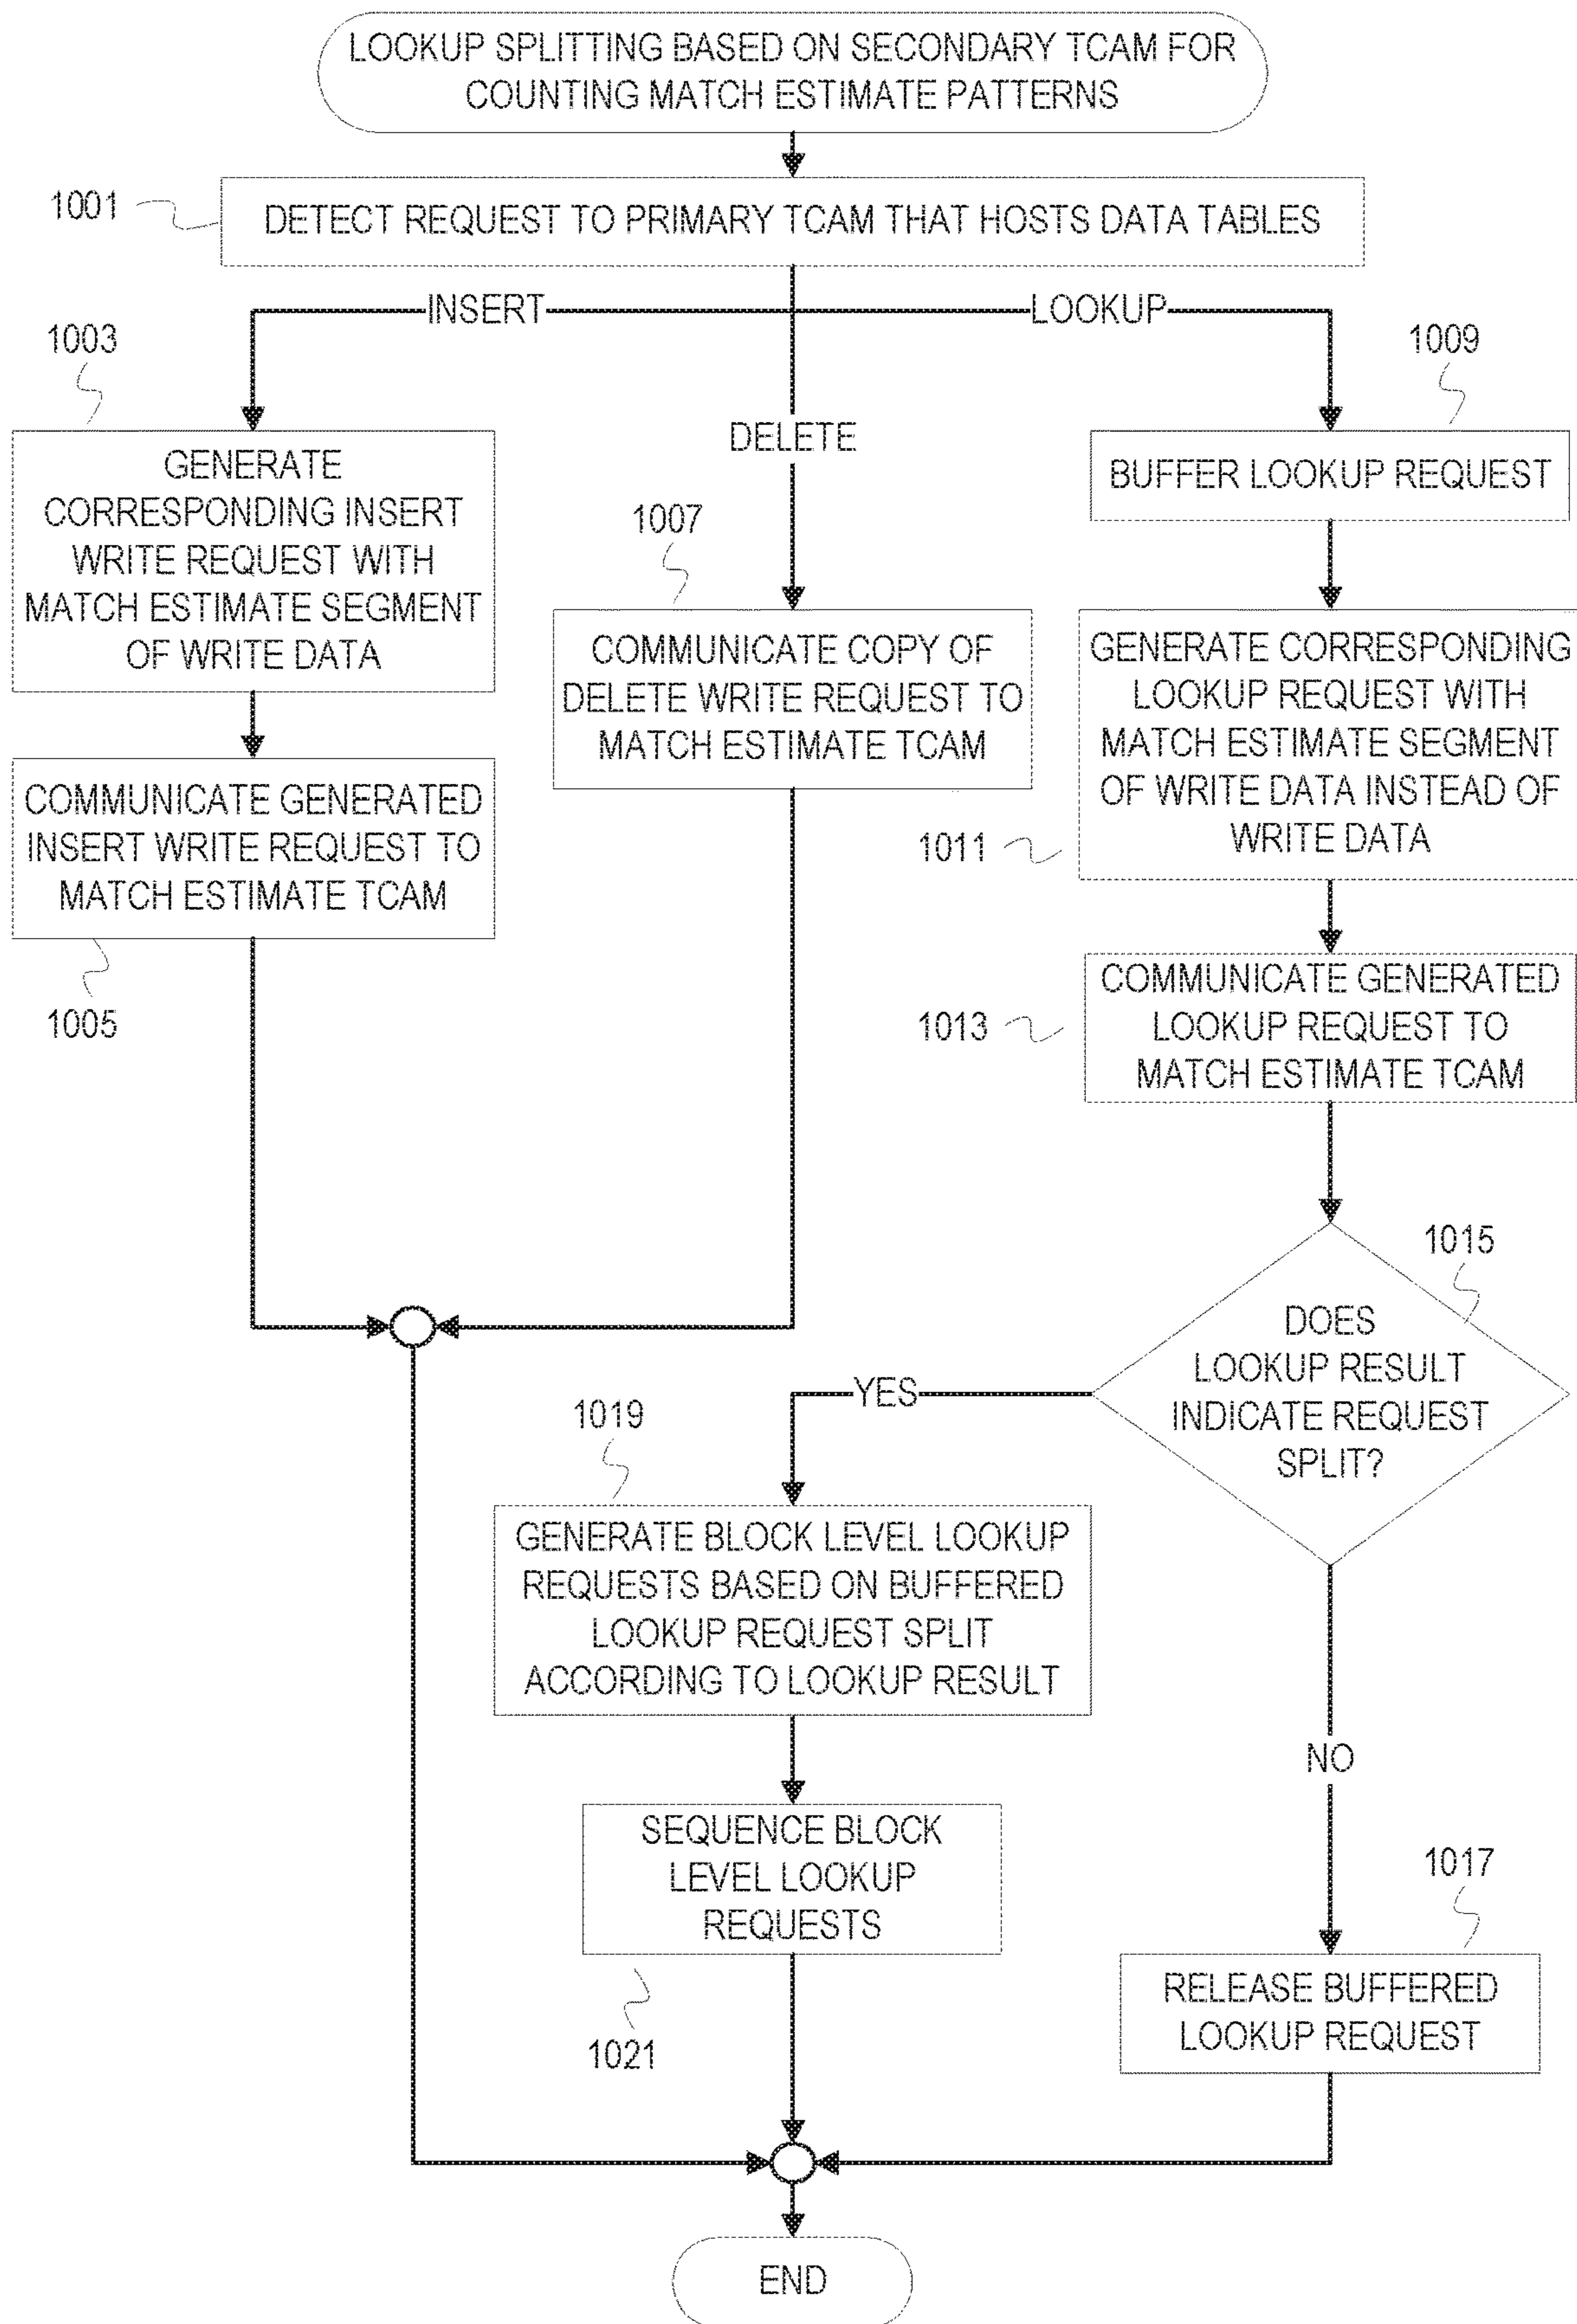 LOOKUP SPLITTING BASED ON SECONDARY TCAM FOR
COUNTING MATCH ESTIMATE PATTERNS
1001
DETECT REQUEST TO PRIMARY TCAM THAT HOSTS DATA TABLES
INSERT
LOOKUP
DELETE
1003
GENERATE
CORRESPONDING INSERT
WRITE REQUEST WITH
MATCH ESTIMATE SEGMENT
OF WRITE DATA
COMMUNICATE GENERATED
INSERT WRITE REQUEST TO
MATCH ESTIMATE TCAM
1005
1007
COMMUNICATE COPY OF
DELETE WRITE REQUEST TO
MATCH ESTIMATE TCAM
1009
BUFFER LOOKUP REQUEST
GENERATE CORRESPONDING
LOOKUP REQUEST WITH
MATCH ESTIMATE SEGMENT
OF WRITE DATA INSTEAD OF
WRITE DATA
1011
COMMUNICATE GENERATED
LOOKUP REQUEST TO
MATCH ESTIMATE TCAM
1013
1015
DOES
LOOKUP RESULT
INDICATE REQUEST
SPLIT?
YES
NO
1019
GENERATE BLOCK LEVEL LOOKUP
REQUESTS BASED ON BUFFERED
LOOKUP REQUEST SPLIT
ACCORDING TO LOOKUP RESULT
SEQUENCE BLOCK
LEVEL LOOKUP
REQUESTS
1021
1017
RELEASE BUFFERED
LOOKUP REQUEST
END